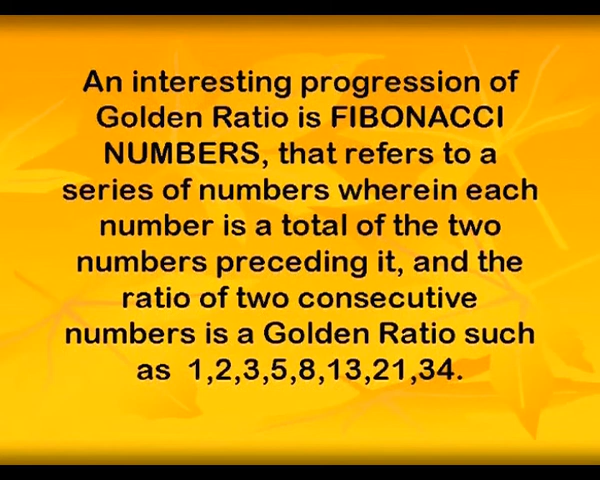 An interesting progression of
Golden Ratio is FIBONACCI
NUMBERS, that refers to a
series of numbers wherein each
number is a total of the two
numbers preceding it, and the
ratio of two consecutive
numbers is a Golden Ratio such
as 1,2,3,5,8,13,21,34.